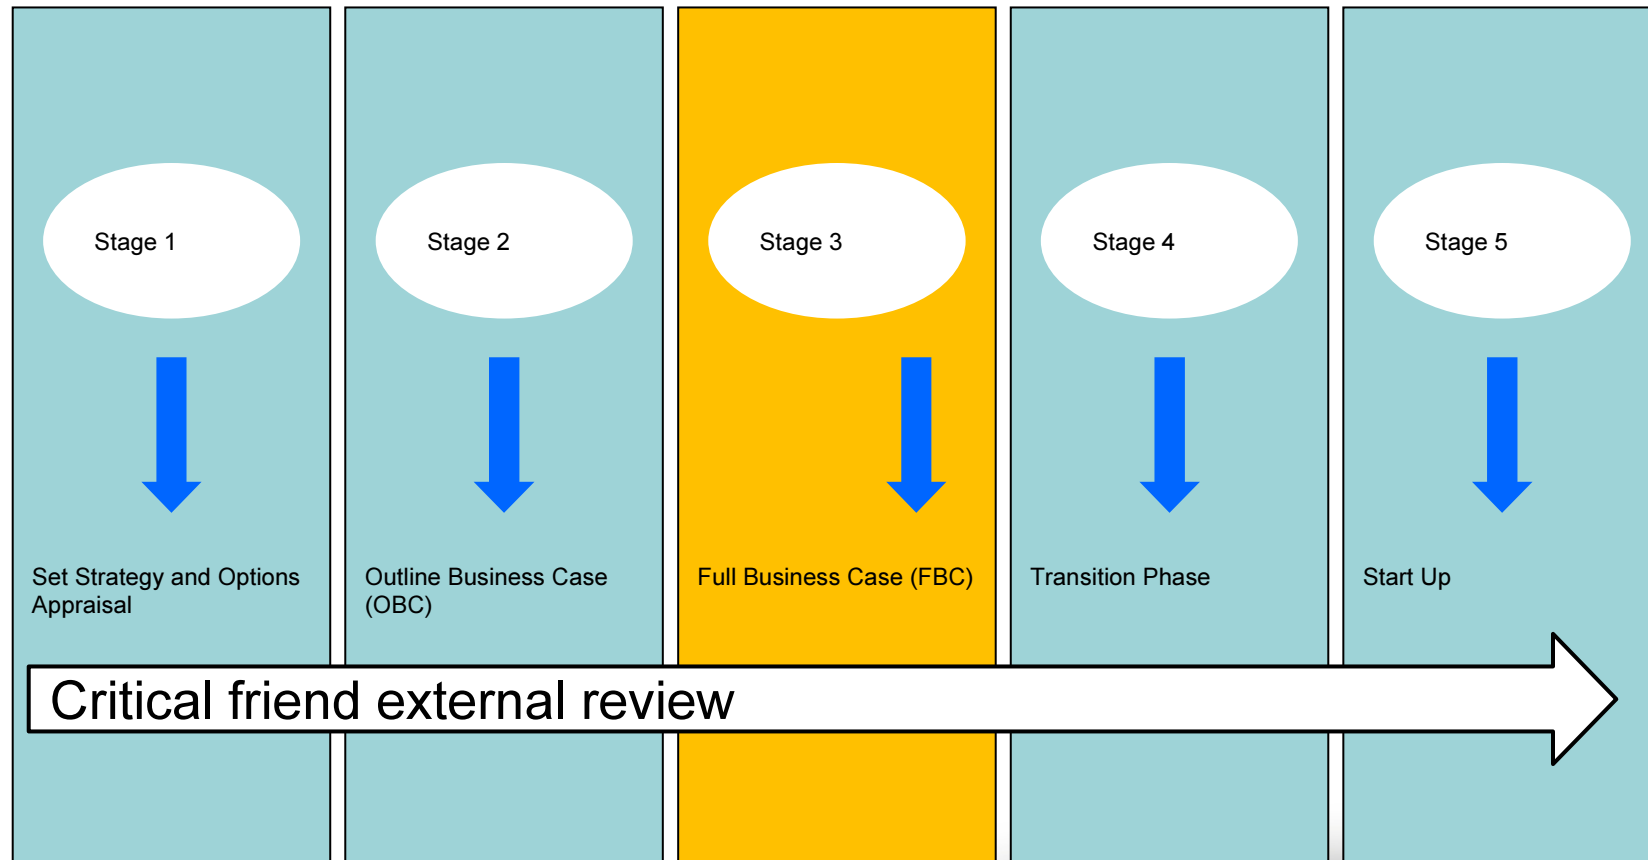 Stage 1
Stage 2
Stage 3
Stage 4
Stage 5
Set Strategy and Options
Appraisal
Outline Business Case
(OBC)
Full Business Case (FBC)
Transition Phase
Start Up
Critical friend external review